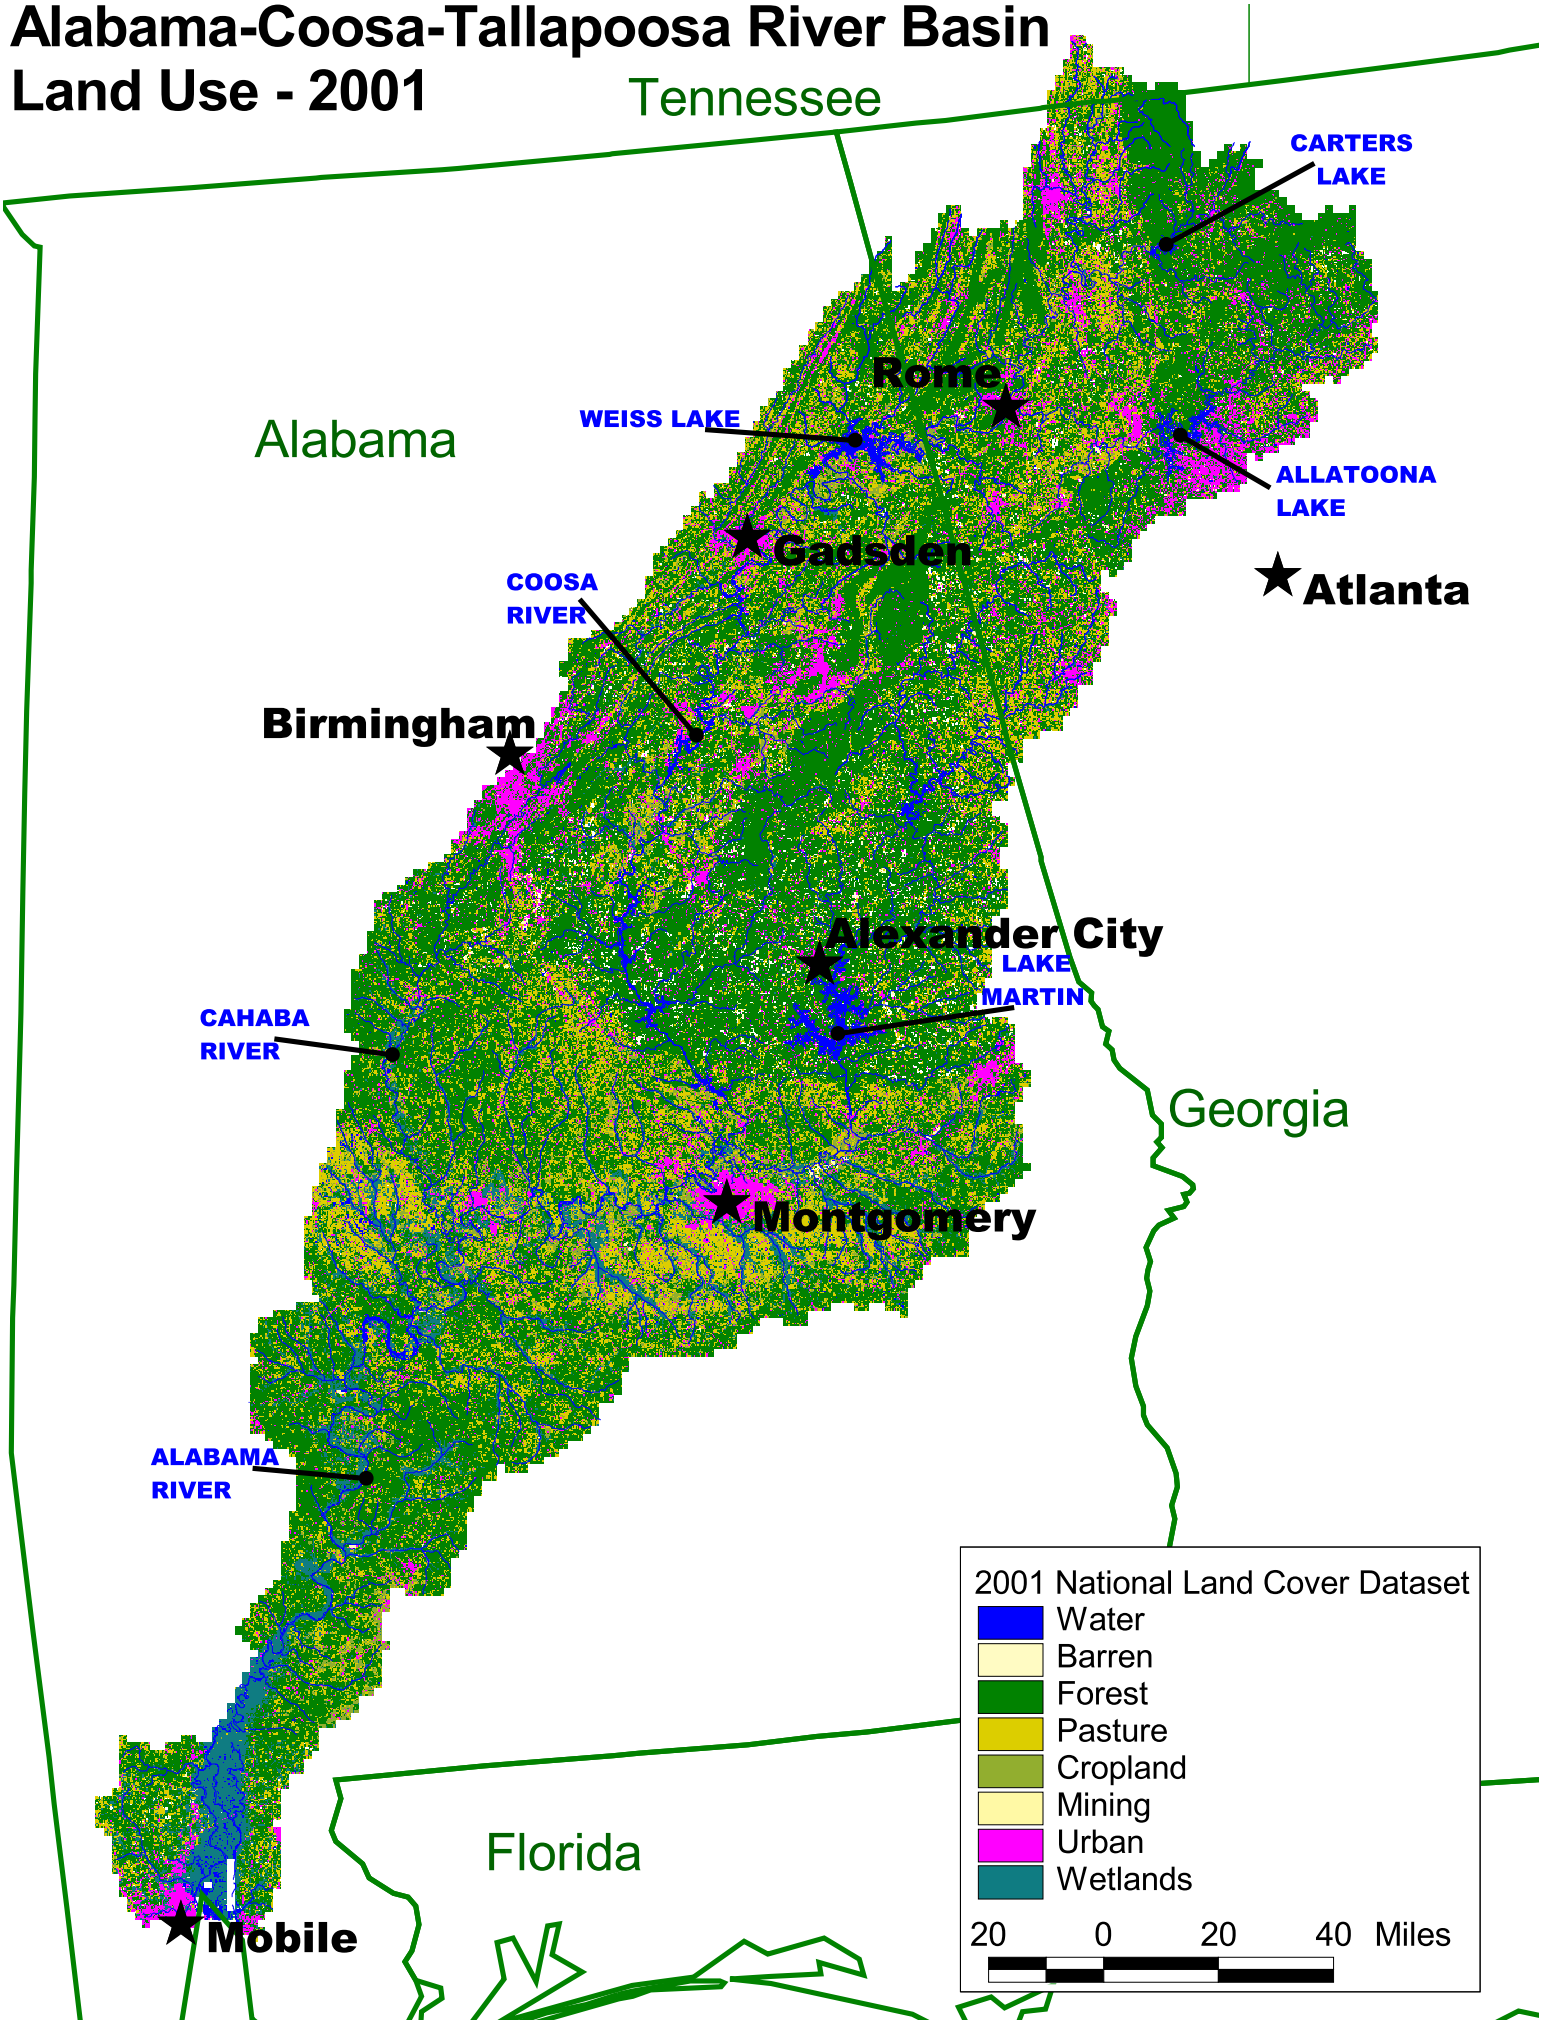 Alabama-Coosa-Tallapoosa River Basin
Land Use - 2001
Tennessee
CARTERS
LAKE
Rome
WEISS LAKE
Alabama
ALLATOONA
LAKE
Gadsden
COOSA
RIVER
Atlanta
Birmingham
Alexander City
LAKE
MARTIN
CAHABA
RIVER
Georgia
Montgomery
ALABAMA
RIVER
2001 National Land Cover Dataset
Water
Barren
Forest
Pasture
Cropland
Mining
Urban
Wetlands
20 0 20 40 Miles
Florida
Mobile